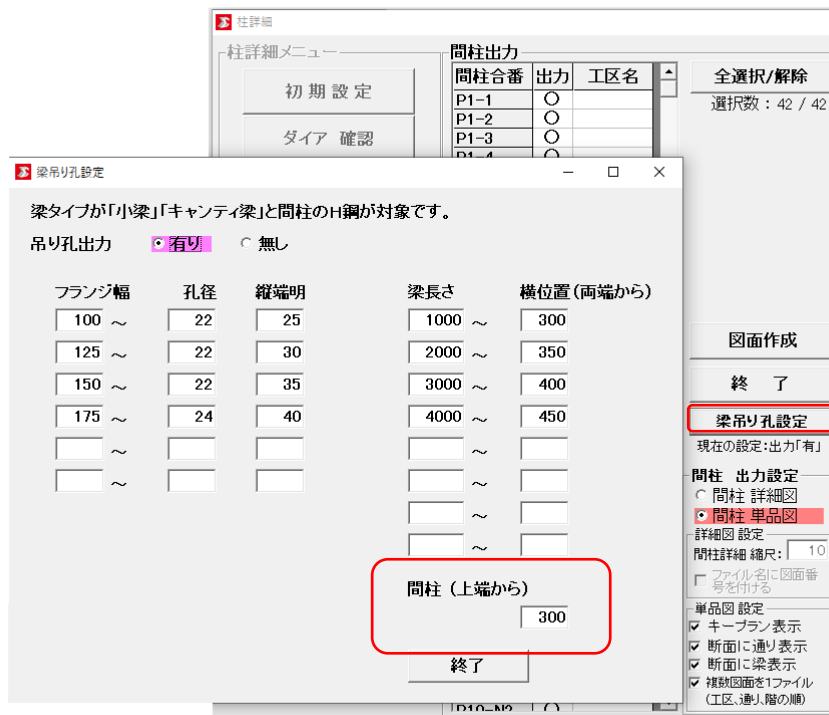 柱詳細
柱詳細メニュー
初期設定
ダイア 確認
間柱出力
間柱合番 出力 工区名
P1-1 ○
P1-2 ○
P1-3 ○
全選択/解除
選択数：42 / 42
梁吊り孔設定
梁タイプが「小梁」「キャンティ梁」と間柱のH鋼が対象です。
吊り孔出力 有り 無し
フランジ幅 孔径 縦端明
100 ～ 22 25
125 ～ 22 30
150 ～ 22 35
175 ～ 24 40
～
～
梁長さ 横位置(両端から)
1000 ～ 300
2000 ～ 350
3000 ～ 400
4000 ～ 450
～
～
～
～
間柱（上端から）
300
終了
図面作成
終 了
梁吊り孔設定
現在の設定:出力「有」
間柱 出力設定
間柱 詳細図
間柱 単品図
詳細図設定
間柱詳細 縮尺: 10
ファイル名に図面番
号を付ける
単品図設定
キープラン表示
断面に通り表示
断面に梁表示
複数図面を1ファイル
(工区、通り、階の順)